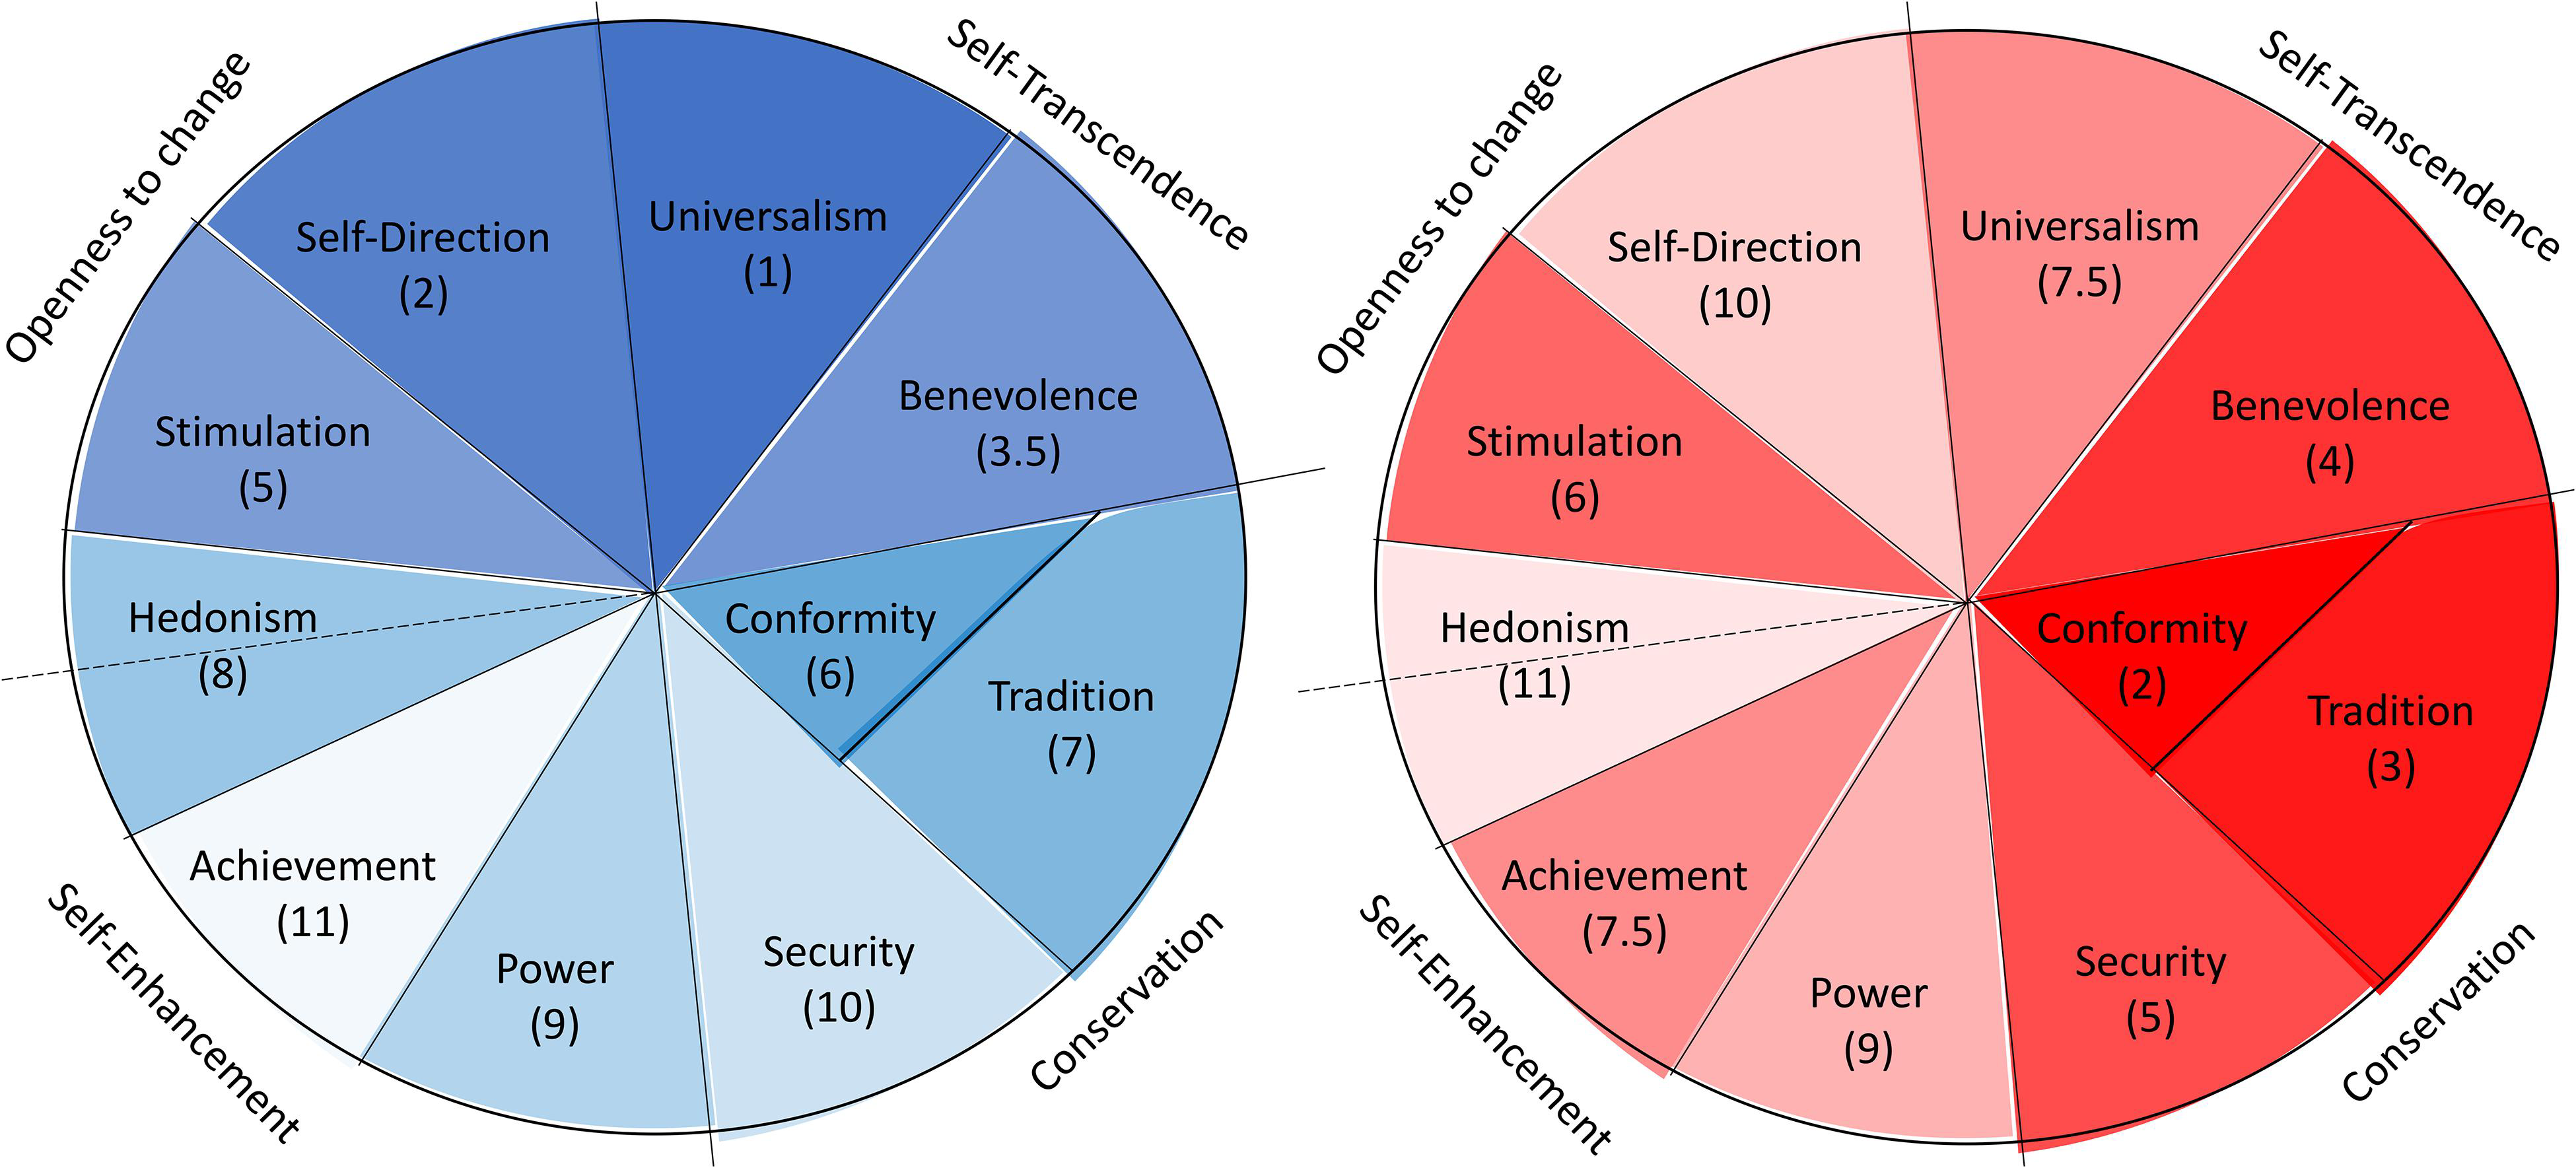 Openness to change
Self-Transcendence
Self-Direction
(2)
Universalism
(1)
Benevolence
(3.5)
Stimulation
(5)
Hedonism
(8)
Conformity
(6)
Tradition
(7)
Achievement
(11)
Power
(9)
Security
(10)
Self-Enhancement
Conservation
Openness to change
Self-Transcendence
Self-Direction
(10)
Universalism
(7.5)
Benevolence
(4)
Stimulation
(6)
Hedonism
(11)
Conformity
(2)
Tradition
(3)
Achievement
(7.5)
Power
(9)
Security
(5)
Self-Enhancement
Conservation